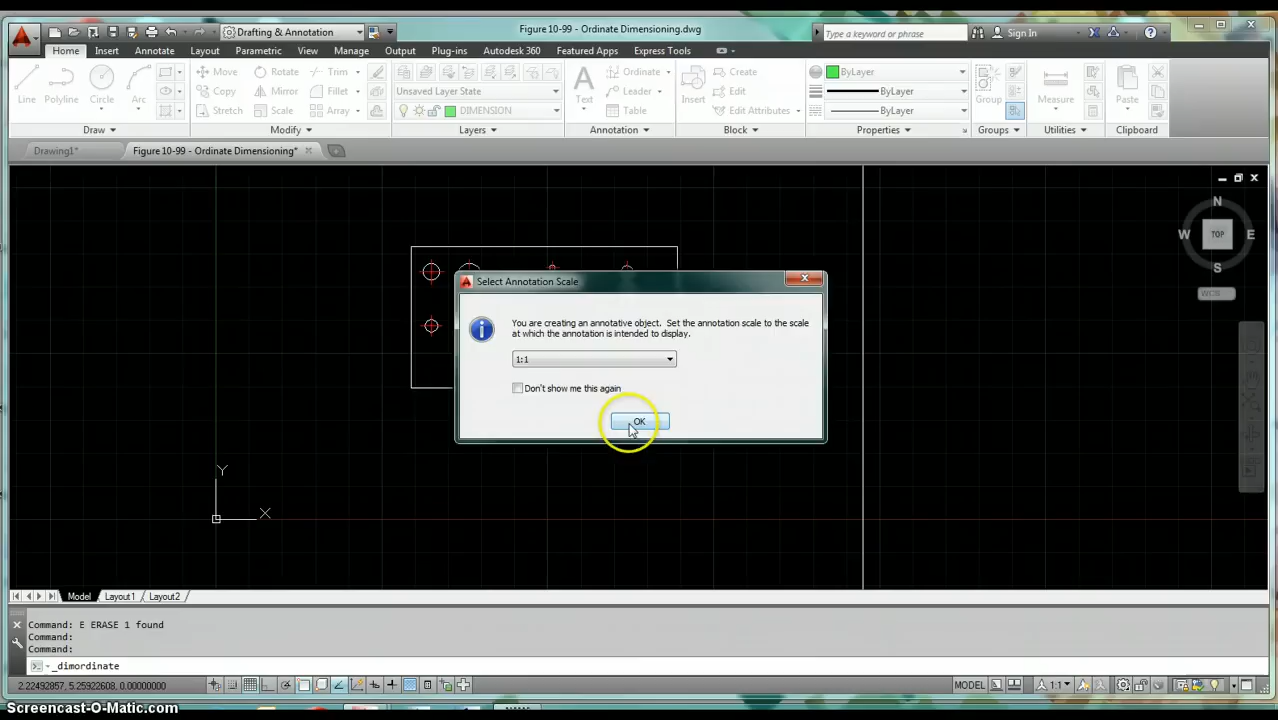 Drafting & Annotation
Figure 10-99 - Ordinate Dimensioning.dwg
Type a keyword or phrase
Sign In
Home Insert Annotate Layout Parametric View Manage Output Plug-ins Autodesk 360 Featured Apps Express Tools
Line Polyline Circle Arc
Move Rotate Trim
Copy Mirror Fillet
Stretch Scale Array
Unsaved Layer State
DIMENSION
Text
Ordinate
Leader
Table
Insert
Create
Edit
Edit Attributes
ByLayer
ByLayer
ByLayer
Group
Measure
Paste
Draw Modify Layers Annotation Block Properties Groups Utilities Clipboard
Drawing1*
Figure 10-99 - Ordinate Dimensioning*
N
W TOP E
S
WCS
Select Annotation Scale
You are creating an annotative object. Set the annotation scale to the scale
at which the annotation is intended to display.
1:1
Don't show me this again
OK
Y
X
Model Layout1 Layout2
Command: E ERASE 1 found
Command:
Command:
_dimordinate
2.22492857, 5.25922608, 0.00000000
MODEL
1:1
Screencast-O-Matic.com